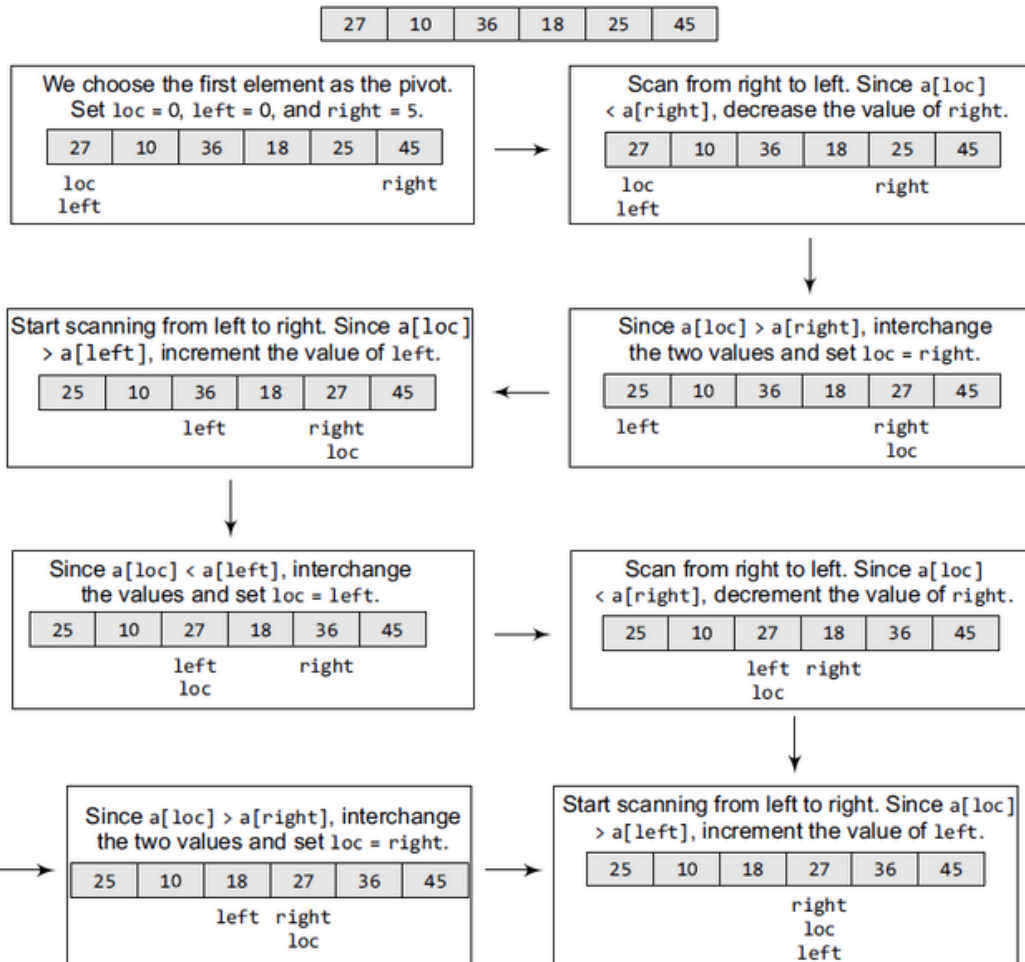 27 10 36 18 25 45
We choose the first element as the pivot.
Set loc = 0, left = 0, and right = 5.
27 10 36 18 25 45
loc right
left
Scan from right to left. Since a[loc]
< a[right], decrease the value of right.
27 10 36 18 25 45
loc right
left
Since a[loc] > a[right], interchange
the two values and set loc = right.
25 10 36 18 27 45
left right
loc
Start scanning from left to right. Since a[loc]
> a[left], increment the value of left.
25 10 36 18 27 45
left right
loc
Since a[loc] < a[left], interchange
the values and set loc = left.
25 10 27 18 36 45
left right
loc
Scan from right to left. Since a[loc]
< a[right], decrement the value of right.
25 10 27 18 36 45
left right
loc
Since a[loc] > a[right], interchange
the two values and set loc = right.
25 10 18 27 36 45
left right
loc
Start scanning from left to right. Since a[loc]
> a[left], increment the value of left.
25 10 18 27 36 45
right
loc
left